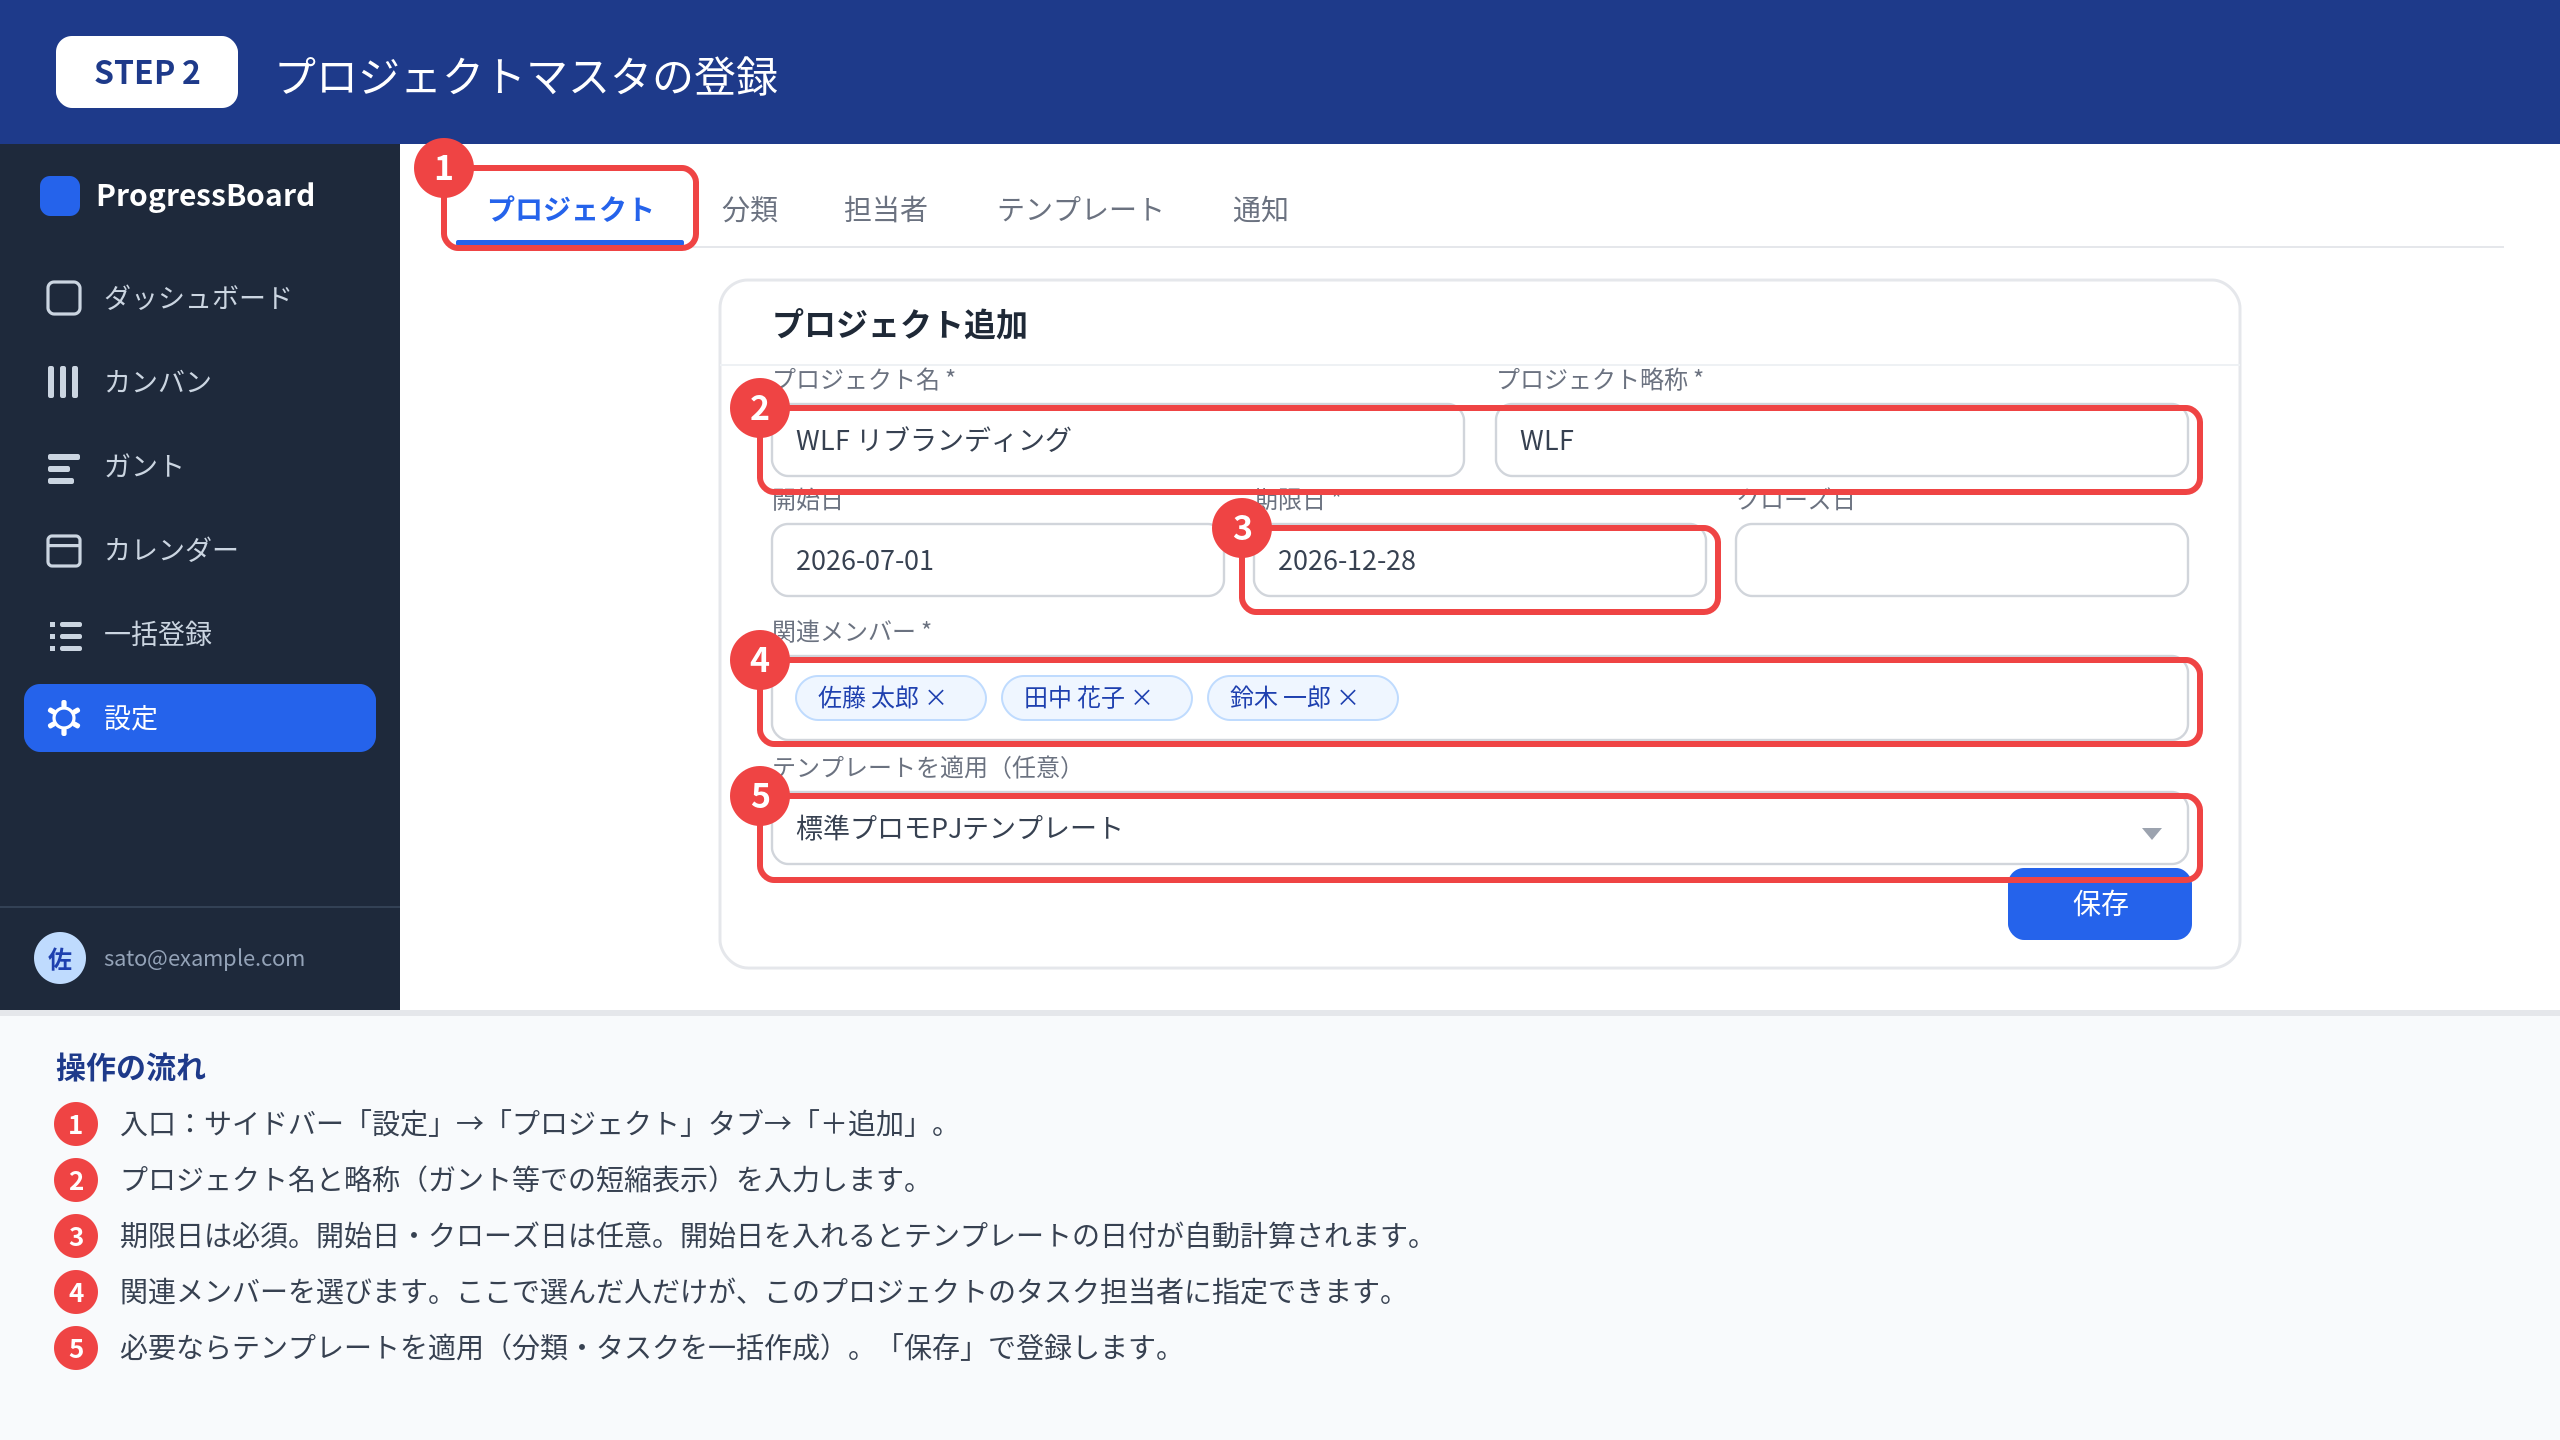 STEP 2
プロジェクトマスタの登録
ProgressBoard
ダッシュボード
カンバン
ガント
カレンダー
一括登録
設定
佐
sato@example.com
1
プロジェクト
分類
担当者
テンプレート
通知
プロジェクト追加
プロジェクト名 *
プロジェクト略称 *
2
WLF リブランディング
WLF
開始日
期限日 *
クローズ日
3
2026-07-01
2026-12-28
関連メンバー *
4
佐藤 太郎 ×
田中 花子 ×
鈴木 一郎 ×
テンプレートを適用（任意）
5
標準プロモPJテンプレート
保存
操作の流れ
1 入口：サイドバー「設定」→「プロジェクト」タブ→「＋追加」。
2 プロジェクト名と略称（ガント等での短縮表示）を入力します。
3 期限日は必須。開始日・クローズ日は任意。開始日を入れるとテンプレートの日付が自動計算されます。
4 関連メンバーを選びます。ここで選んだ人だけが、このプロジェクトのタスク担当者に指定できます。
5 必要ならテンプレートを適用（分類・タスクを一括作成）。「保存」で登録します。